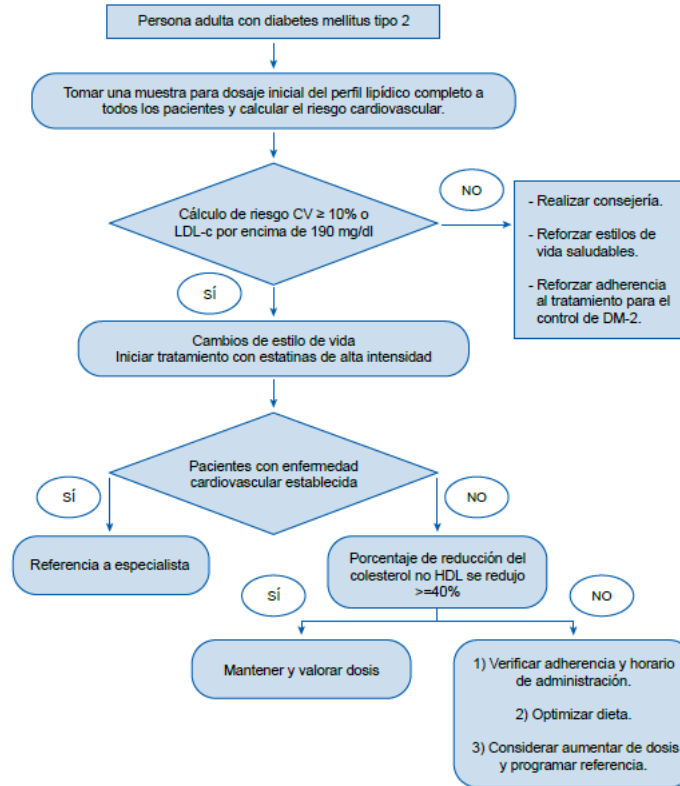 Persona adulta con diabetes mellitus tipo 2
Tomar una muestra para dosaje inicial del perfil lipídico completo a
todos los pacientes y calcular el riesgo cardiovascular.
Cálculo de riesgo CV ≥ 10% o
LDL-c por encima de 190 mg/dl
NO
- Realizar consejería.
- Reforzar estilos de
vida saludables.
- Reforzar adherencia
al tratamiento para el
control de DM-2.
SÍ
Cambios de estilo de vida
Iniciar tratamiento con estatinas de alta intensidad
Pacientes con enfermedad
cardiovascular establecida
SÍ
NO
Referencia a especialista
Porcentaje de reducción del
colesterol no HDL se redujo
>=40%
SÍ
NO
Mantener y valorar dosis
1) Verificar adherencia y horario
de administración.
2) Optimizar dieta.
3) Considerar aumentar de dosis
y programar referencia.